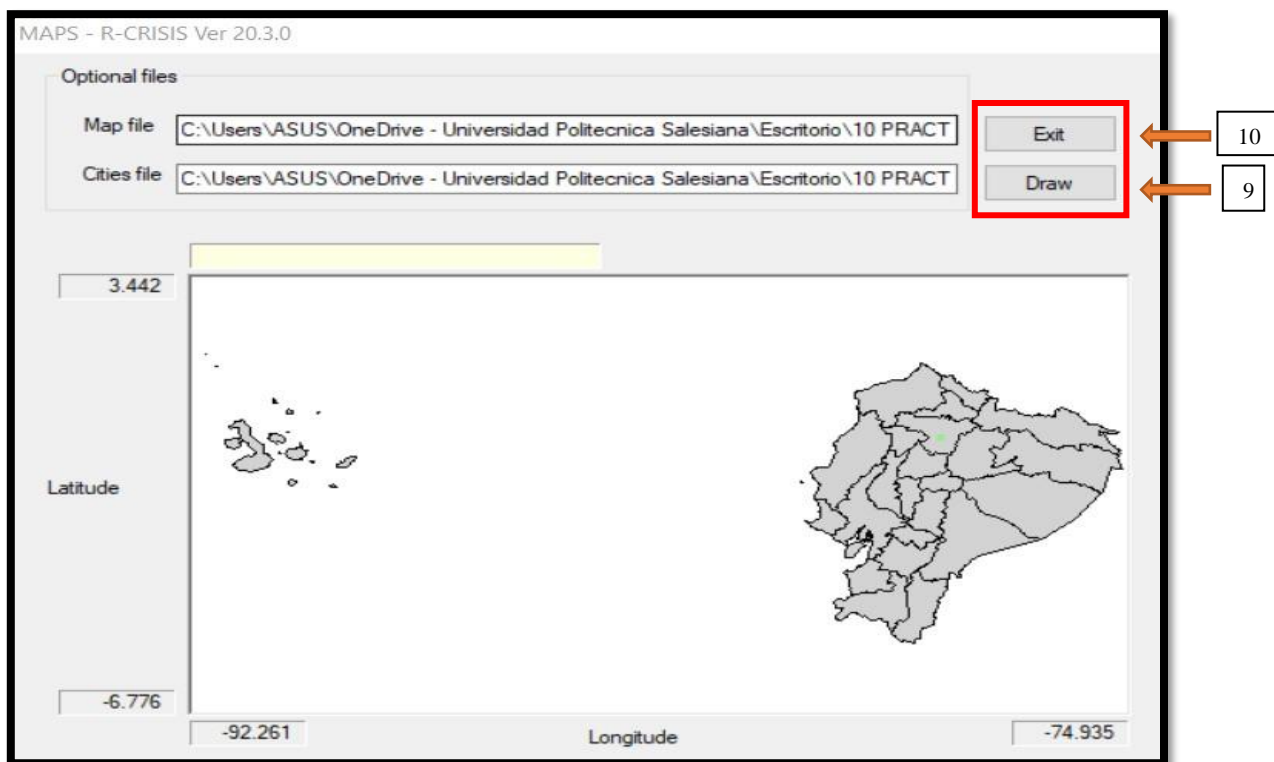 MAPS - R-CRISIS Ver 20.3.0
Optional files
Map file C:\Users\ASUS\OneDrive - Universidad Politecnica Salesiana\Escritorio\10 PRACT Exit 10
Cities file C:\Users\ASUS\OneDrive - Universidad Politecnica Salesiana\Escritorio\10 PRACT Draw 9
3.442
Latitude
-6.776
-92.261 Longitude -74.935